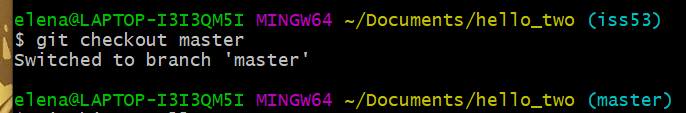 elena@LAPTOP-I3I3QM5I MINGW64 ~/Documents/hello_two (iss53)
$ git checkout master
Switched to branch 'master'
elena@LAPTOP-I3I3QM5I MINGW64 ~/Documents/hello_two (master)